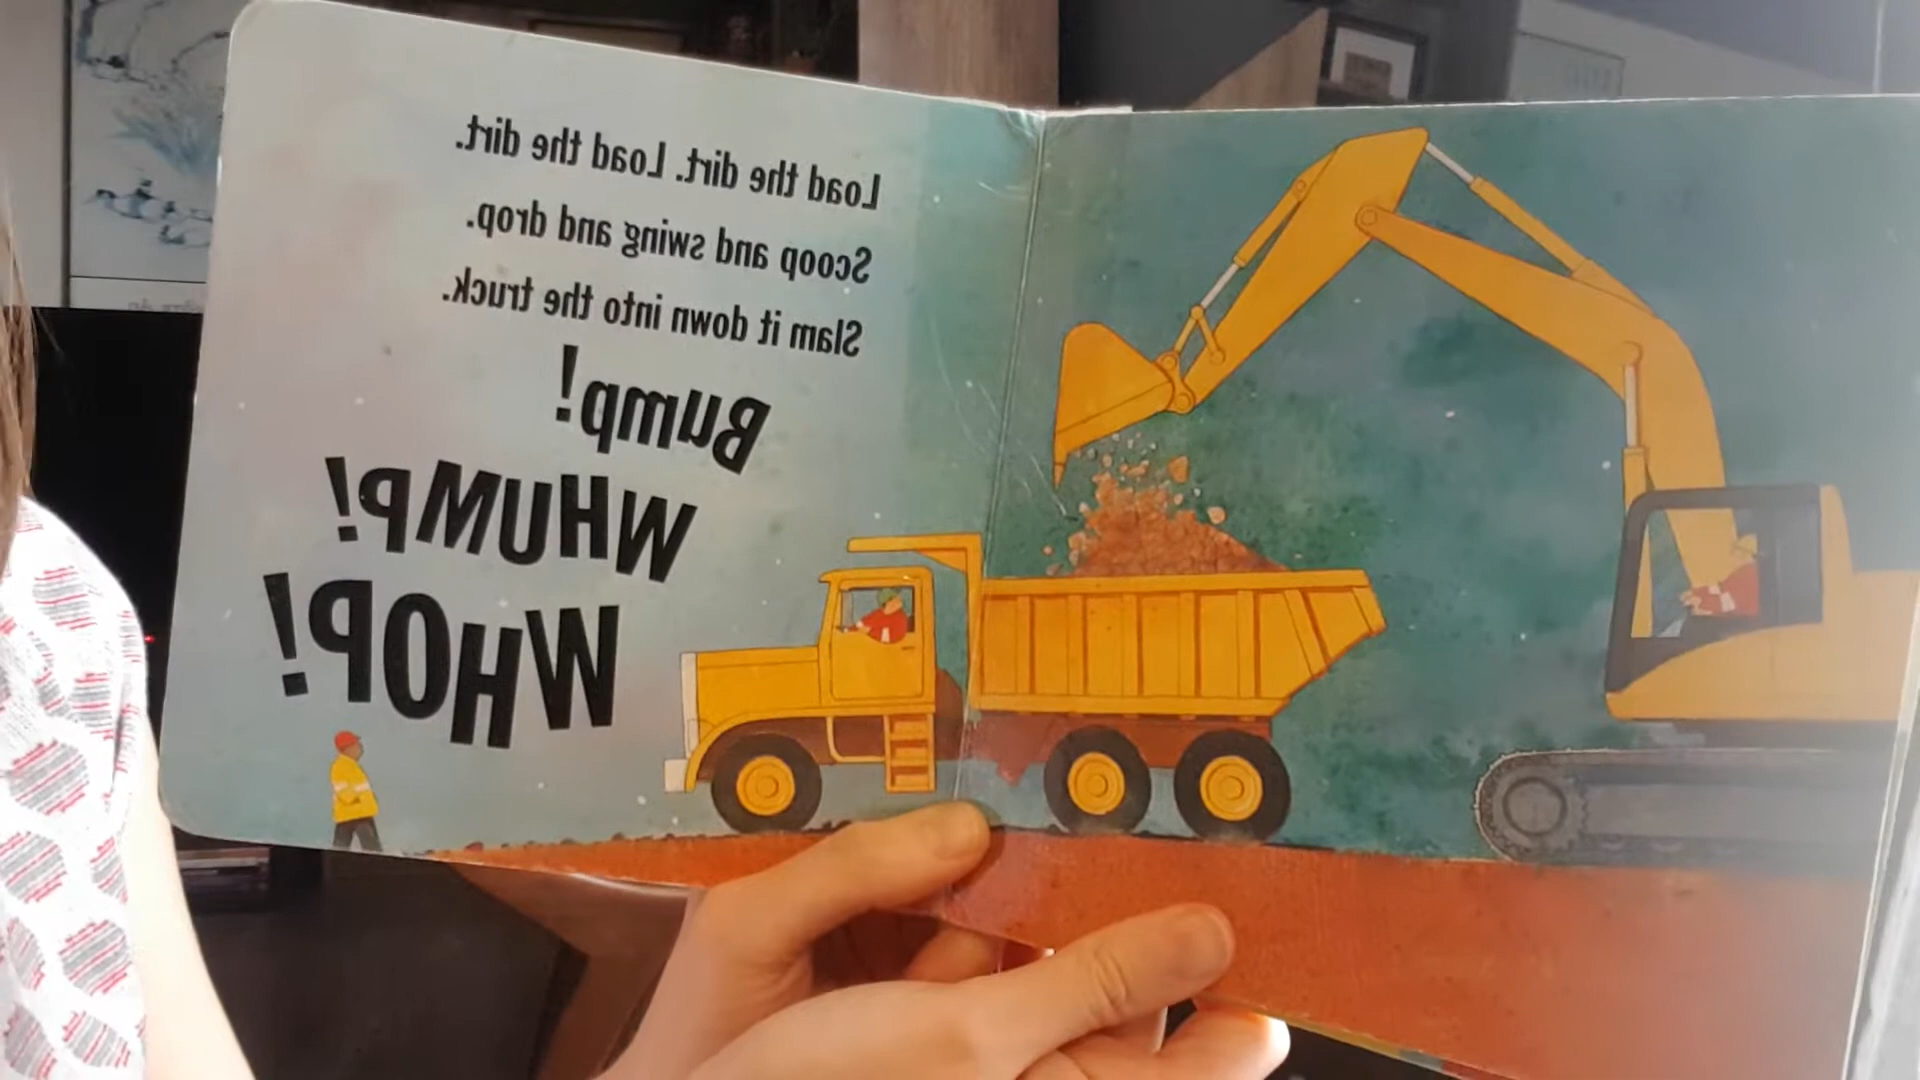 Load the dirt. Load the dirt.
Scoop and swing and drop.
Slam it down into the truck.
Bump!
WHUMP!
WHOP!